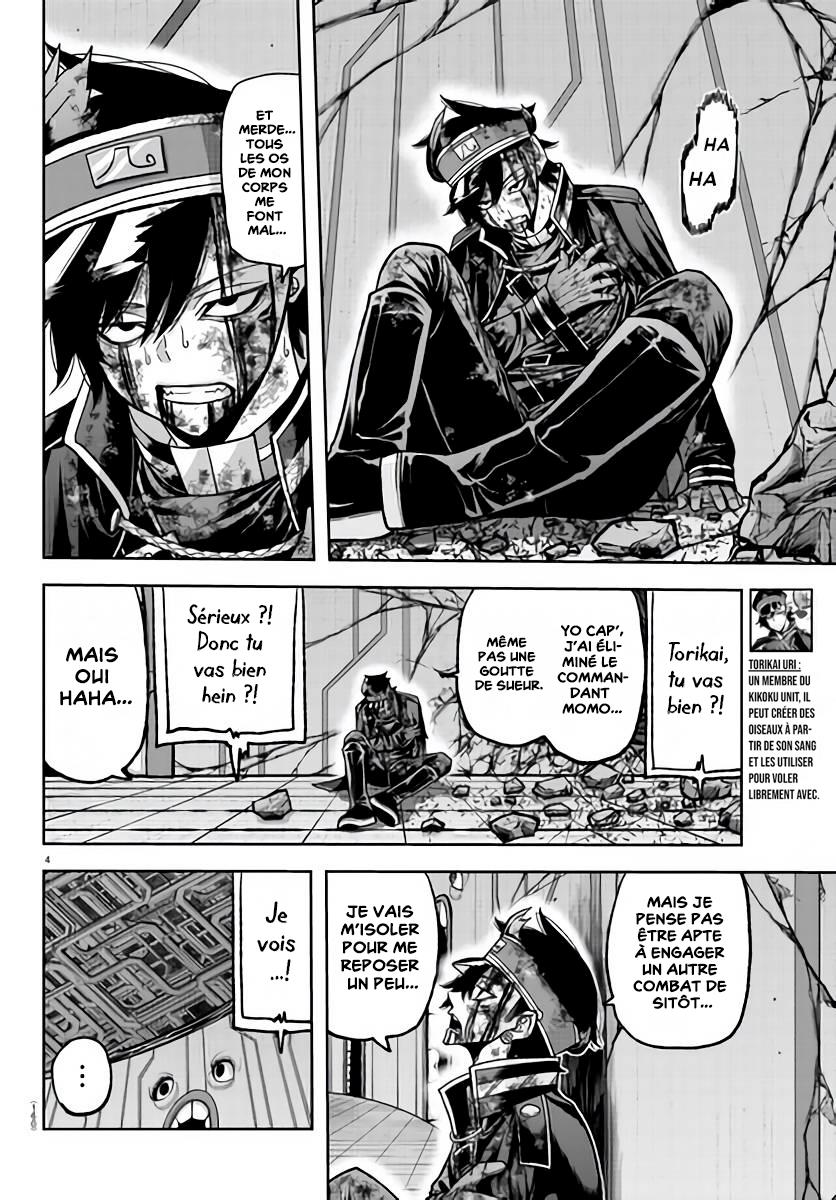 HA
HA
ET
MERDE...
TOUS
LES OS
DE MON
CORPS
ME
FONT
MAL...
TORIKAI URI :
UN MEMBRE DU
KIKOKU UNIT, IL
PEUT CRÉER DES
OISEAUX À PAR-
TIR DE SON SANG
ET LES UTILISER
POUR VOLER
LIBREMENT AVEC.
Torikai,
tu vas
bien ?!
YO CAP',
J'AI ÉLI-
MINÉ LE
COMMAN-
DANT
MOMO...
MÊME
PAS UNE
GOUTTE
DE SUEUR.
Sérieux ?!
Donc tu
vas bien
hein ?!
MAIS
OUI
HAHA...
4
MAIS JE
PENSE PAS
ÊTRE APTE
À ENGAGER
UN AUTRE
COMBAT DE
SITÔT...
JE VAIS
M'ISOLER
POUR ME
REPOSER
UN PEU...
Je
vois
...!
...